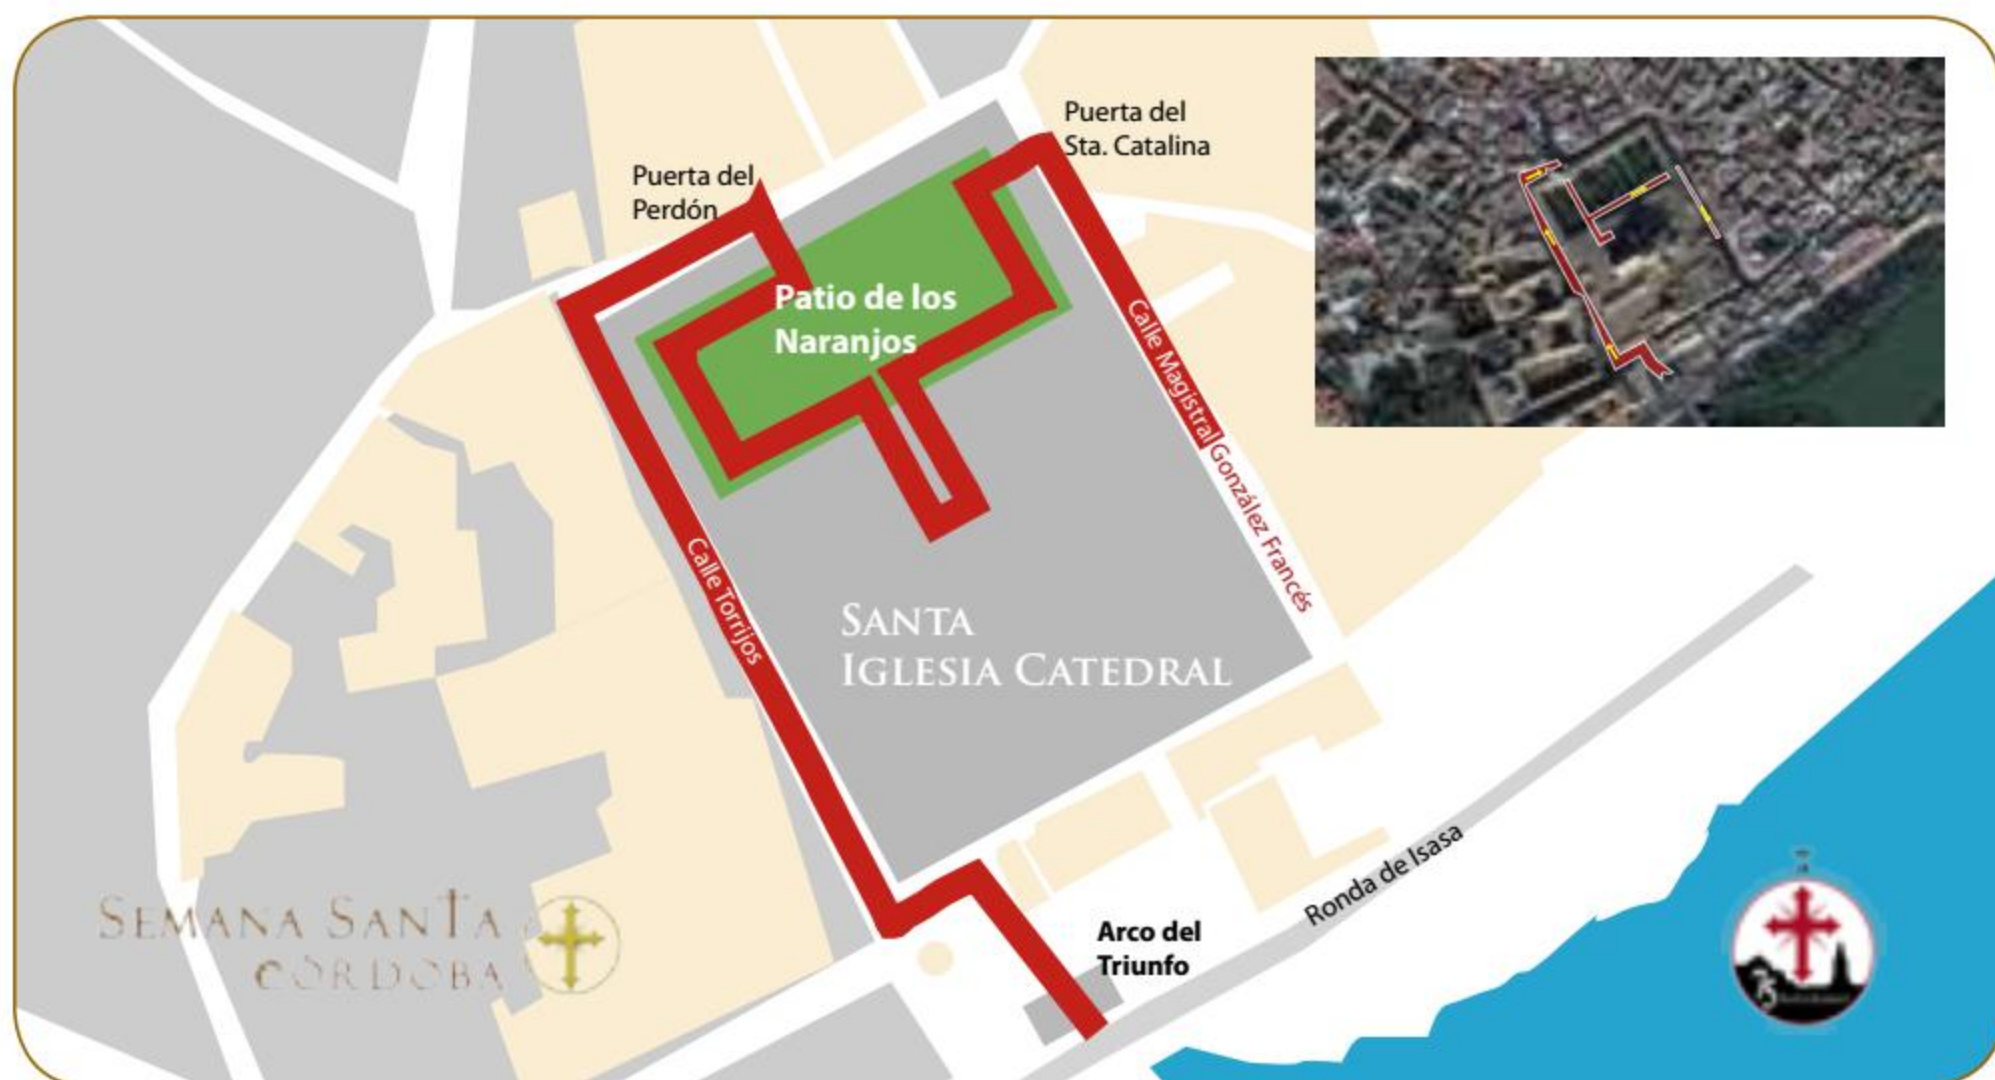 Puerta del
Sta. Catalina
Puerta del
Perdón
Patio de los
Naranjos
Calle Magistral González Francés
Calle Torrijos
SANTA
IGLESIA CATEDRAL
Ronda de Isasa
Arco del
Triunfo
SEMANA SANTA
CÓRDOBA